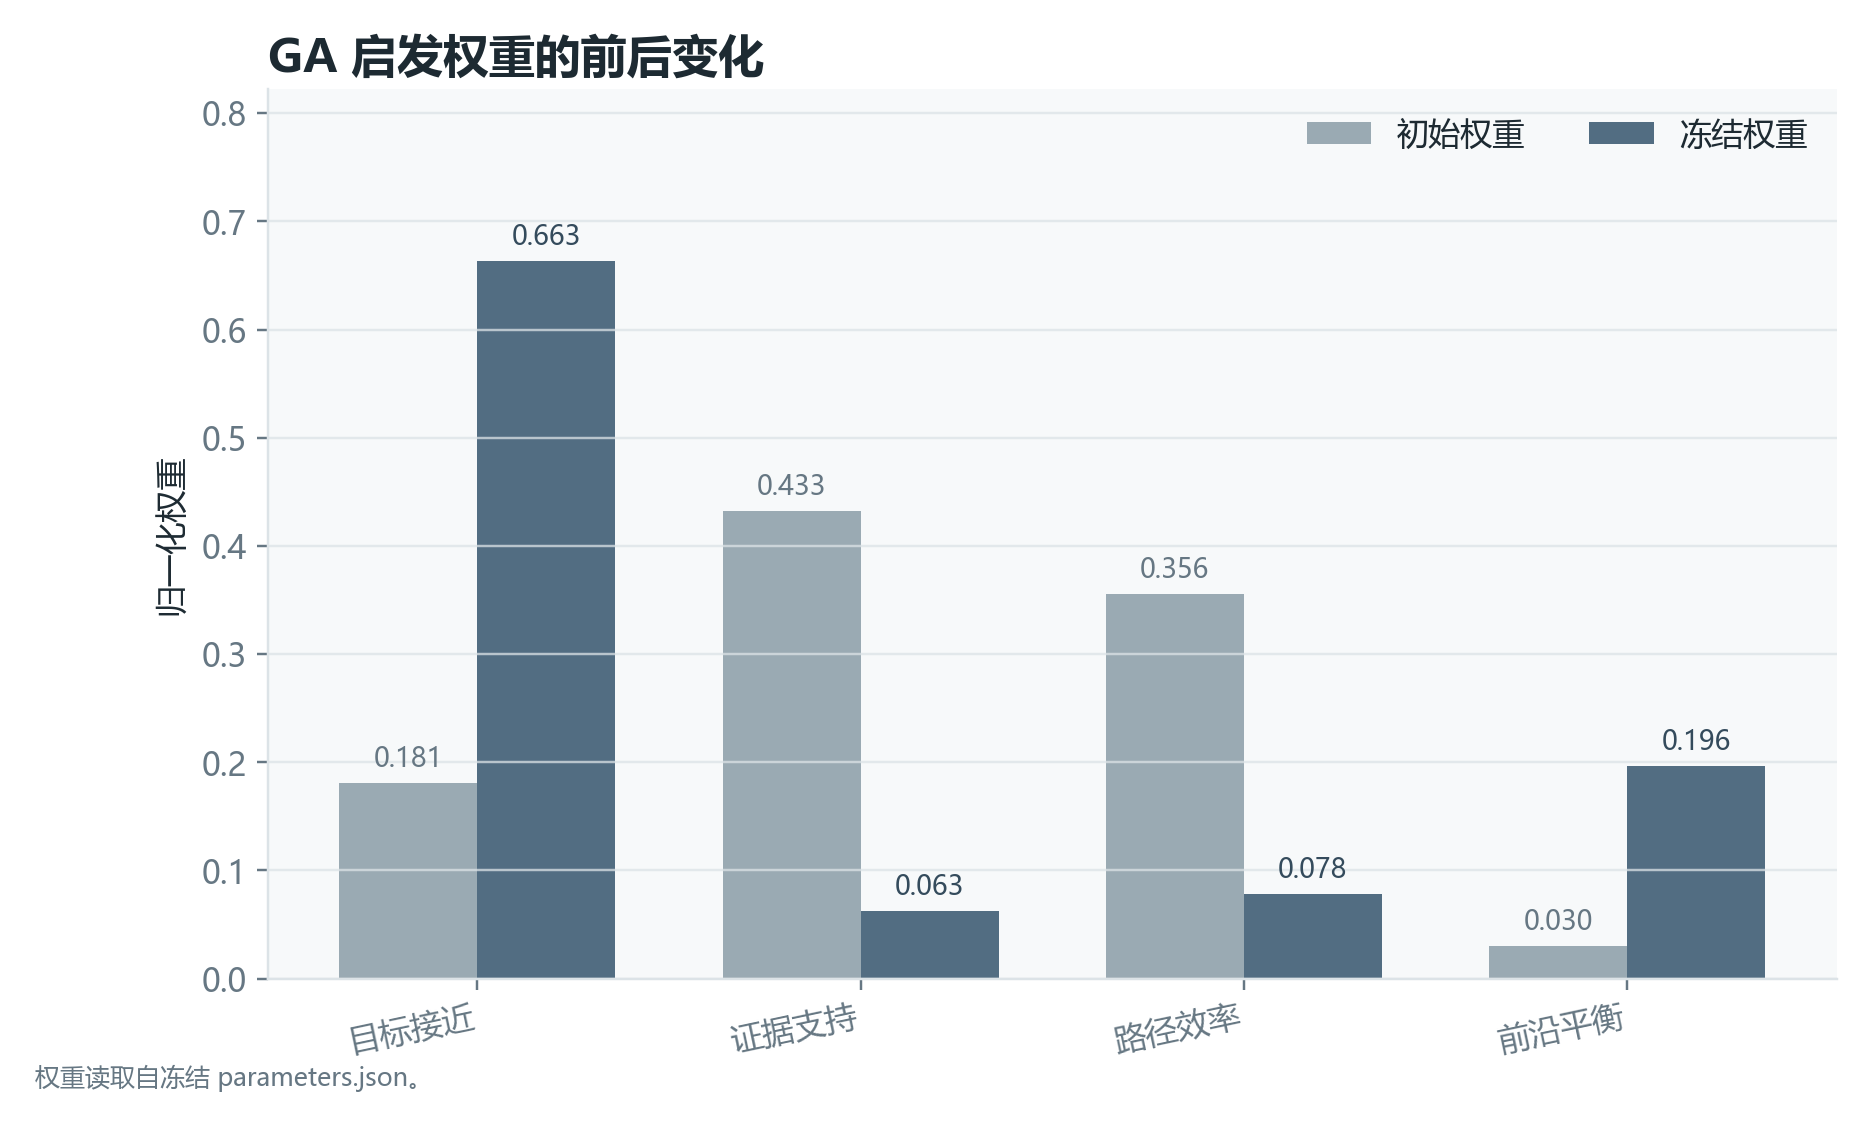 GA 启发权重的前后变化
初始权重
冻结权重
归一化权重
0.8
0.7
0.6
0.5
0.4
0.3
0.2
0.1
0.0
0.181
0.663
0.433
0.063
0.356
0.078
0.030
0.196
目标接近
证据支持
路径效率
前沿平衡
权重读取自冻结 parameters.json。